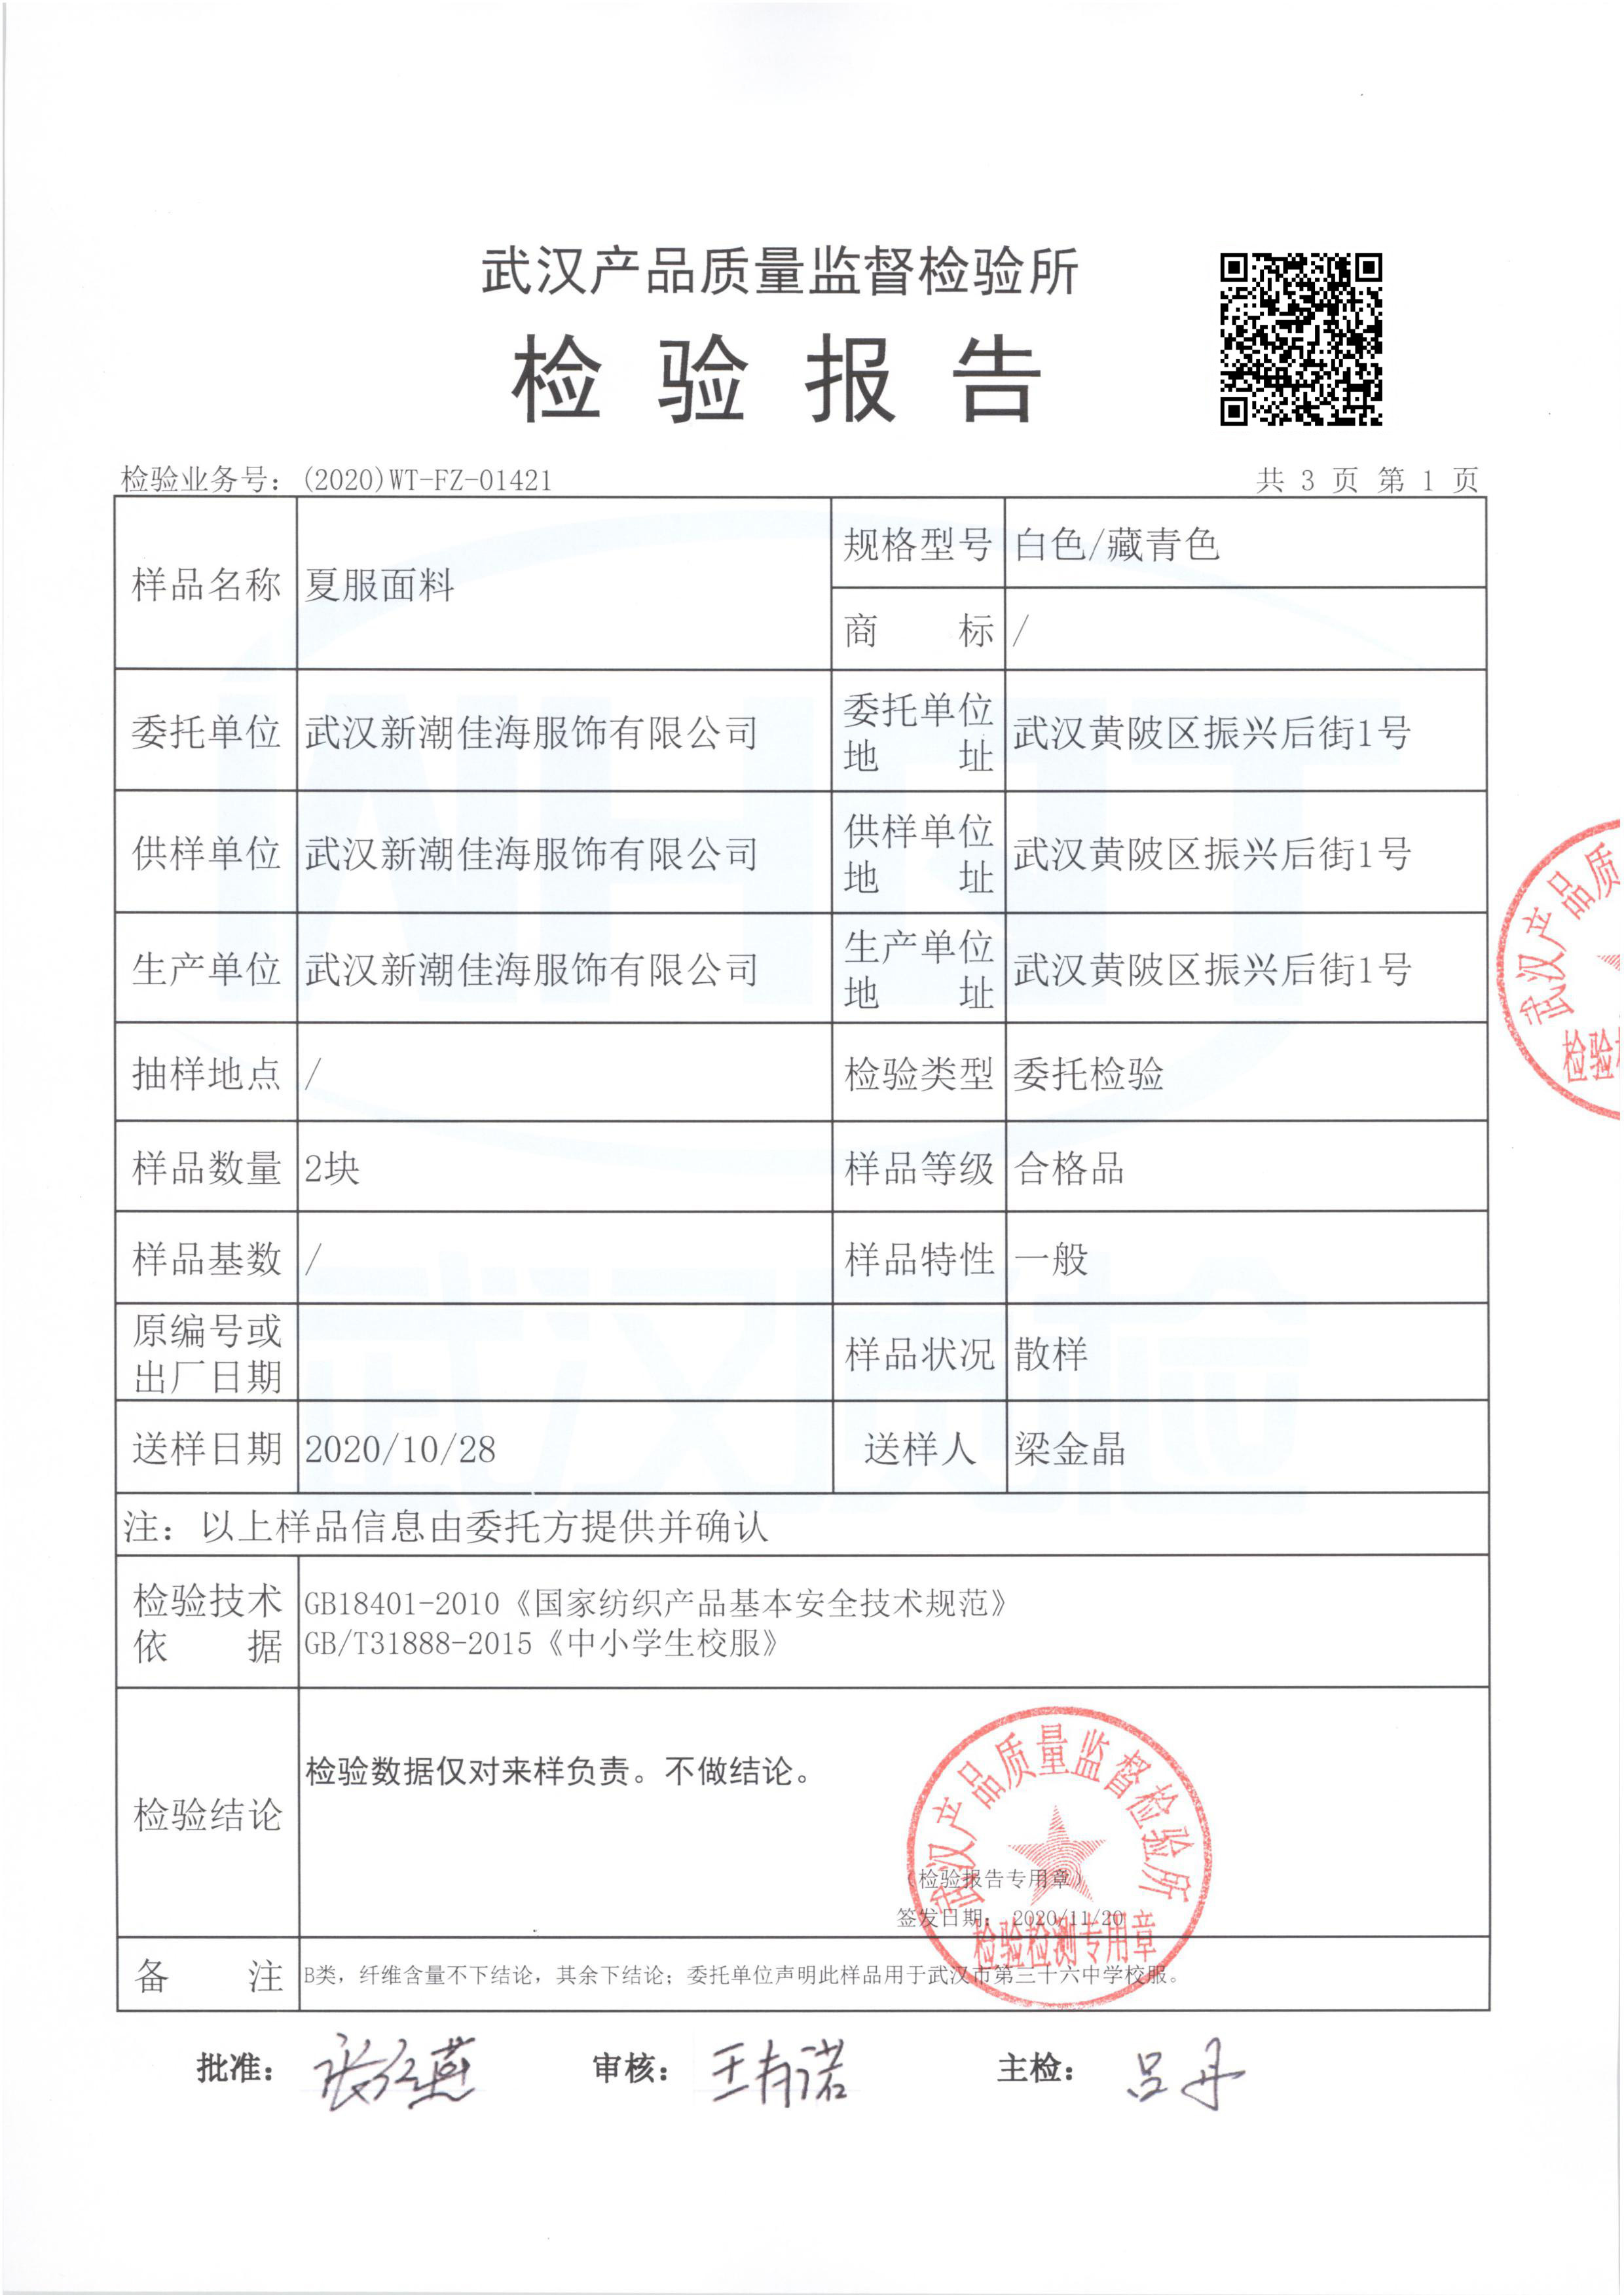 武汉产品质量监督检验所
检验报告
检验业务号：(2020)WT-FZ-01421
共 3 页 第 1 页
样品名称
夏服面料
规格型号
白色/藏青色
商 标
/
委托单位
武汉新潮佳海服饰有限公司
委托单位
地 址
武汉黄陂区振兴后街1号
供样单位
武汉新潮佳海服饰有限公司
供样单位
地 址
武汉黄陂区振兴后街1号
生产单位
武汉新潮佳海服饰有限公司
生产单位
地 址
武汉黄陂区振兴后街1号
抽样地点
/
检验类型
委托检验
样品数量
2块
样品等级
合格品
样品基数
/
样品特性
一般
原编号或
出厂日期
样品状况
散样
送样日期
2020/10/28
送样人
梁金晶
注：以上样品信息由委托方提供并确认
检验技术
依 据
GB18401-2010《国家纺织产品基本安全技术规范》
GB/T31888-2015《中小学生校服》
检验结论
检验数据仅对来样负责。不做结论。
武汉产品质量监督检验所
（检验报告专用章）
签发日期：2020/11/20
检验检测专用章
备 注
B类，纤维含量不下结论，其余下结论；委托单位声明此样品用于武汉市第三十六中学校服。
批准：
审核：王有诺
主检：吕丹
武汉产品质
检验
WHBT
武汉质检